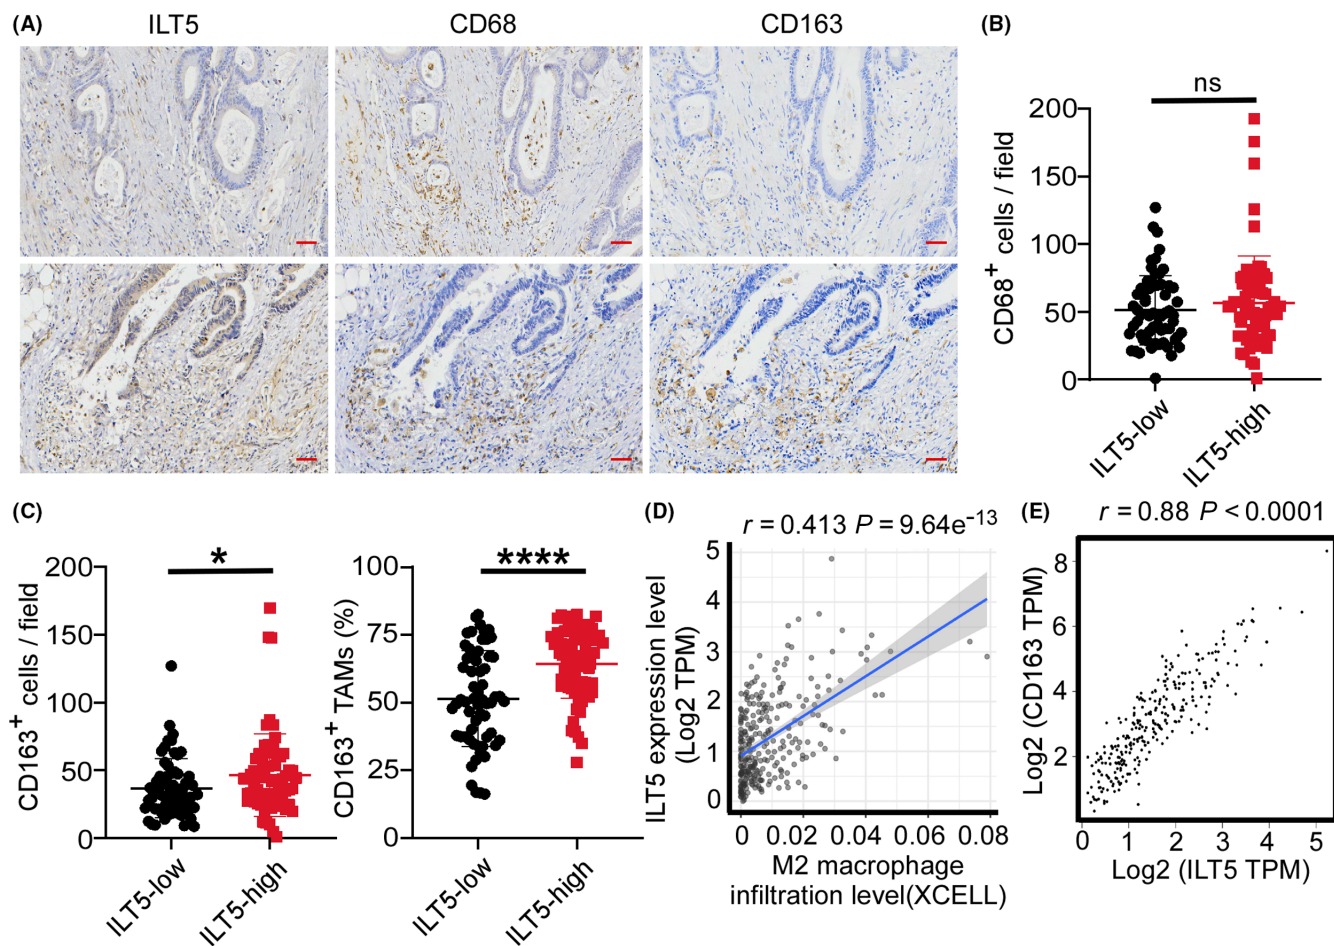 (A)
ILT5
CD68
CD163
(B)
ns
200
150
100
50
0
CD68+ cells / field
ILT5-low
ILT5-high
(C)
*
200
150
100
50
0
CD163+ cells / field
ILT5-low
ILT5-high
****
100
75
50
25
0
CD163+ TAMs (%)
ILT5-low
ILT5-high
(D)
r = 0.413 P = 9.64e−13
5
4
3
2
1
0
ILT5 expression level
(Log2 TPM)
0
0.02
0.04
0.06
0.08
M2 macrophage
infiltration level(XCELL)
(E)
r = 0.88 P < 0.0001
8
6
4
2
Log2 (CD163 TPM)
0
1
2
3
4
5
Log2 (ILT5 TPM)